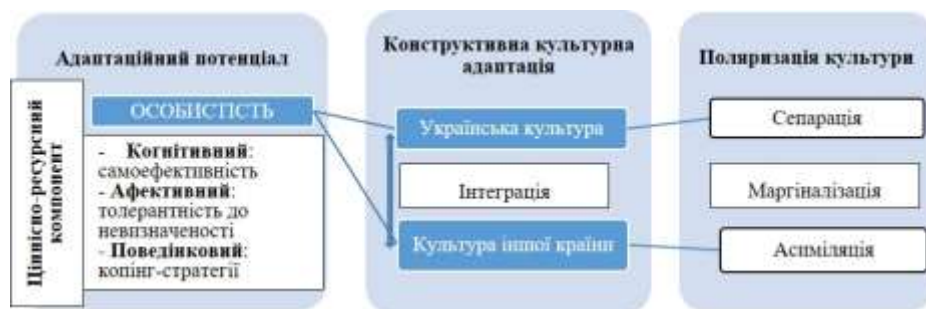 Адаптаційний потенціал
Ціннісно-ресурсний
компонент
ОСОБИСТІСТЬ
- Когнітивний:
самоефективність
- Афективний:
толерантність до
невизначеності
- Поведінковий:
копінг-стратегії
Конструктивна культурна
адаптація
Українська культура
Інтеграція
Культура іншої країни
Поляризація культури
Сепарація
Маргіналізація
Асиміляція